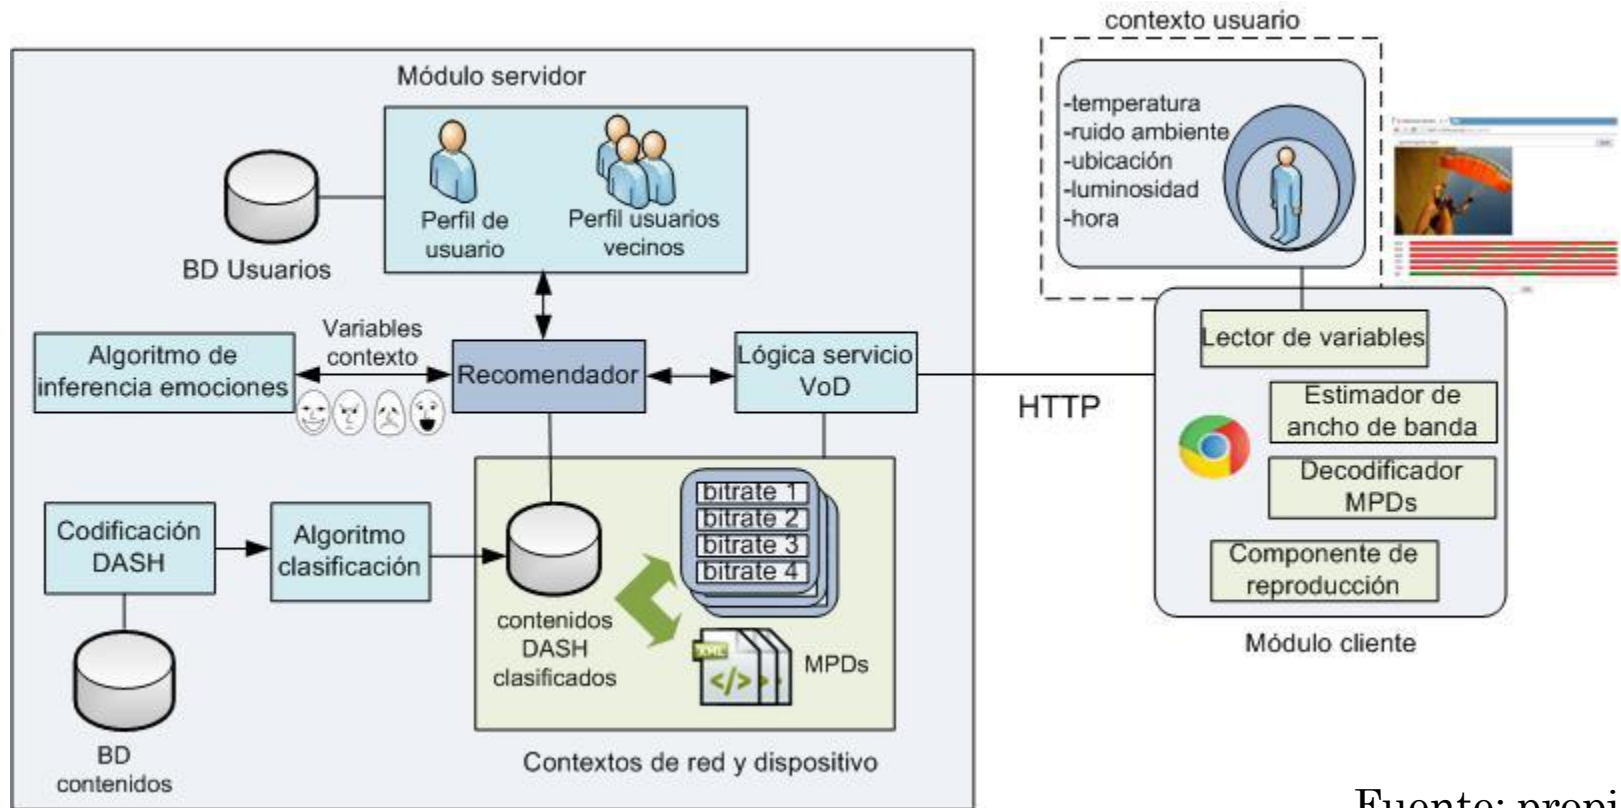 contexto usuario
Módulo servidor
-temperatura
-ruido ambiente
-ubicación
-luminosidad
-hora
Perfil de
usuario
Perfil usuarios
vecinos
BD Usuarios
Variables
contexto
Algoritmo de
inferencia emociones
Recomendador
Lógica servicio
VoD
HTTP
Lector de variables
Estimador de
ancho de banda
Decodificador
MPDs
Componente de
reproducción
Módulo cliente
Codificación
DASH
Algoritmo
clasificación
bitrate 1
bitrate 2
bitrate 3
bitrate 4
contenidos
DASH
clasificados
XML
</>
MPDs
BD
contenidos
Contextos de red y dispositivo
Fuente: propi